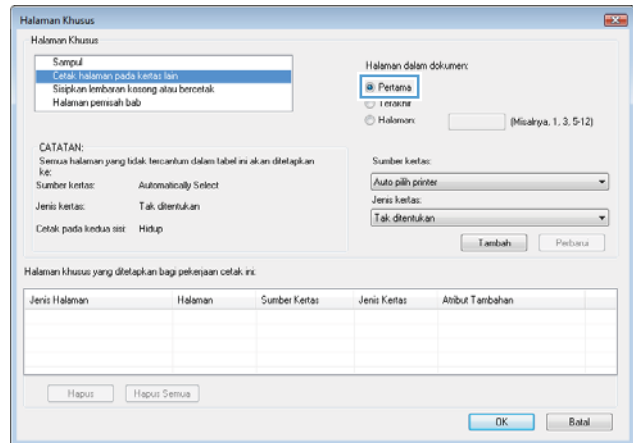 Halaman Khusus
Halaman Khusus
Sampul
Cetak halaman pada kertas lain
Sisipkan lembaran kosong atau bercetak
Halaman pemisah bab
Halaman dalam dokumen:
Pertama
Terakhir
Halaman: (Misalnya, 1, 3, 5-12)
CATATAN:
Semua halaman yang tidak tercantum dalam tabel ini akan ditetapkan
ke:
Sumber kertas: Automatically Select
Jenis kertas: Tak ditentukan
Cetak pada kedua sisi: Hidup
Sumber kertas:
Auto pilih printer
Jenis kertas:
Tak ditentukan
Tambah Perbarui
Halaman khusus yang ditetapkan bagi pekerjaan cetak ini:
Jenis Halaman Halaman Sumber Kertas Jenis Kertas Atribut Tambahan
Hapus Hapus Semua
OK Batal